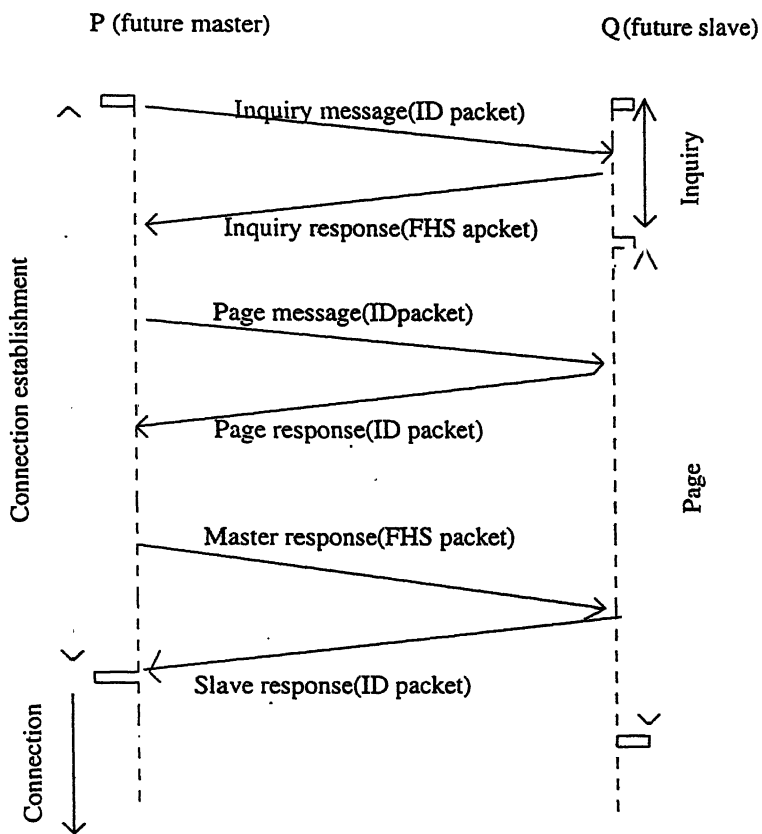 P (future master)
Q(future slave)
Inquiry message(ID packet)
Inquiry
Inquiry response(FHS apcket)
Connection establishment
Page message(IDpacket)
Page response(ID packet)
Page
Master response(FHS packet)
Slave response(ID packet)
Connection